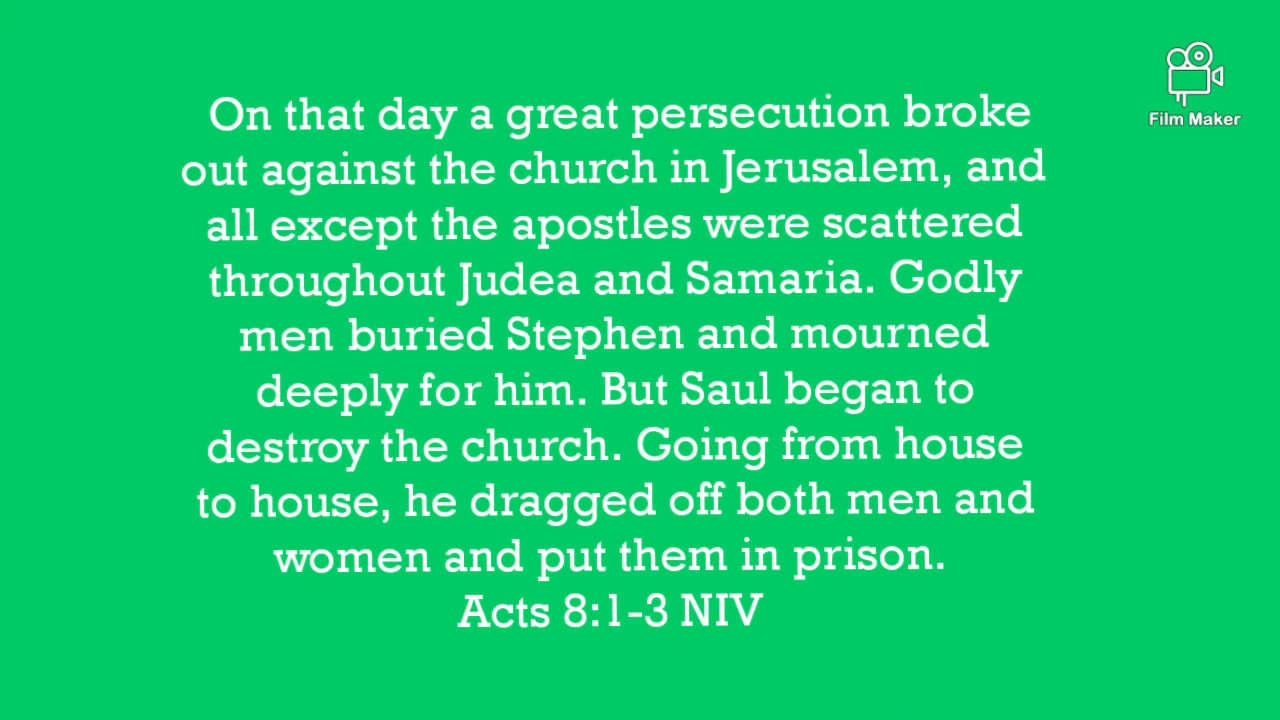 On that day a great persecution broke
out against the church in Jerusalem, and
all except the apostles were scattered
throughout Judea and Samaria. Godly
men buried Stephen and mourned
deeply for him. But Saul began to
destroy the church. Going from house
to house, he dragged off both men and
women and put them in prison.
Acts 8:1-3 NIV
Film Maker